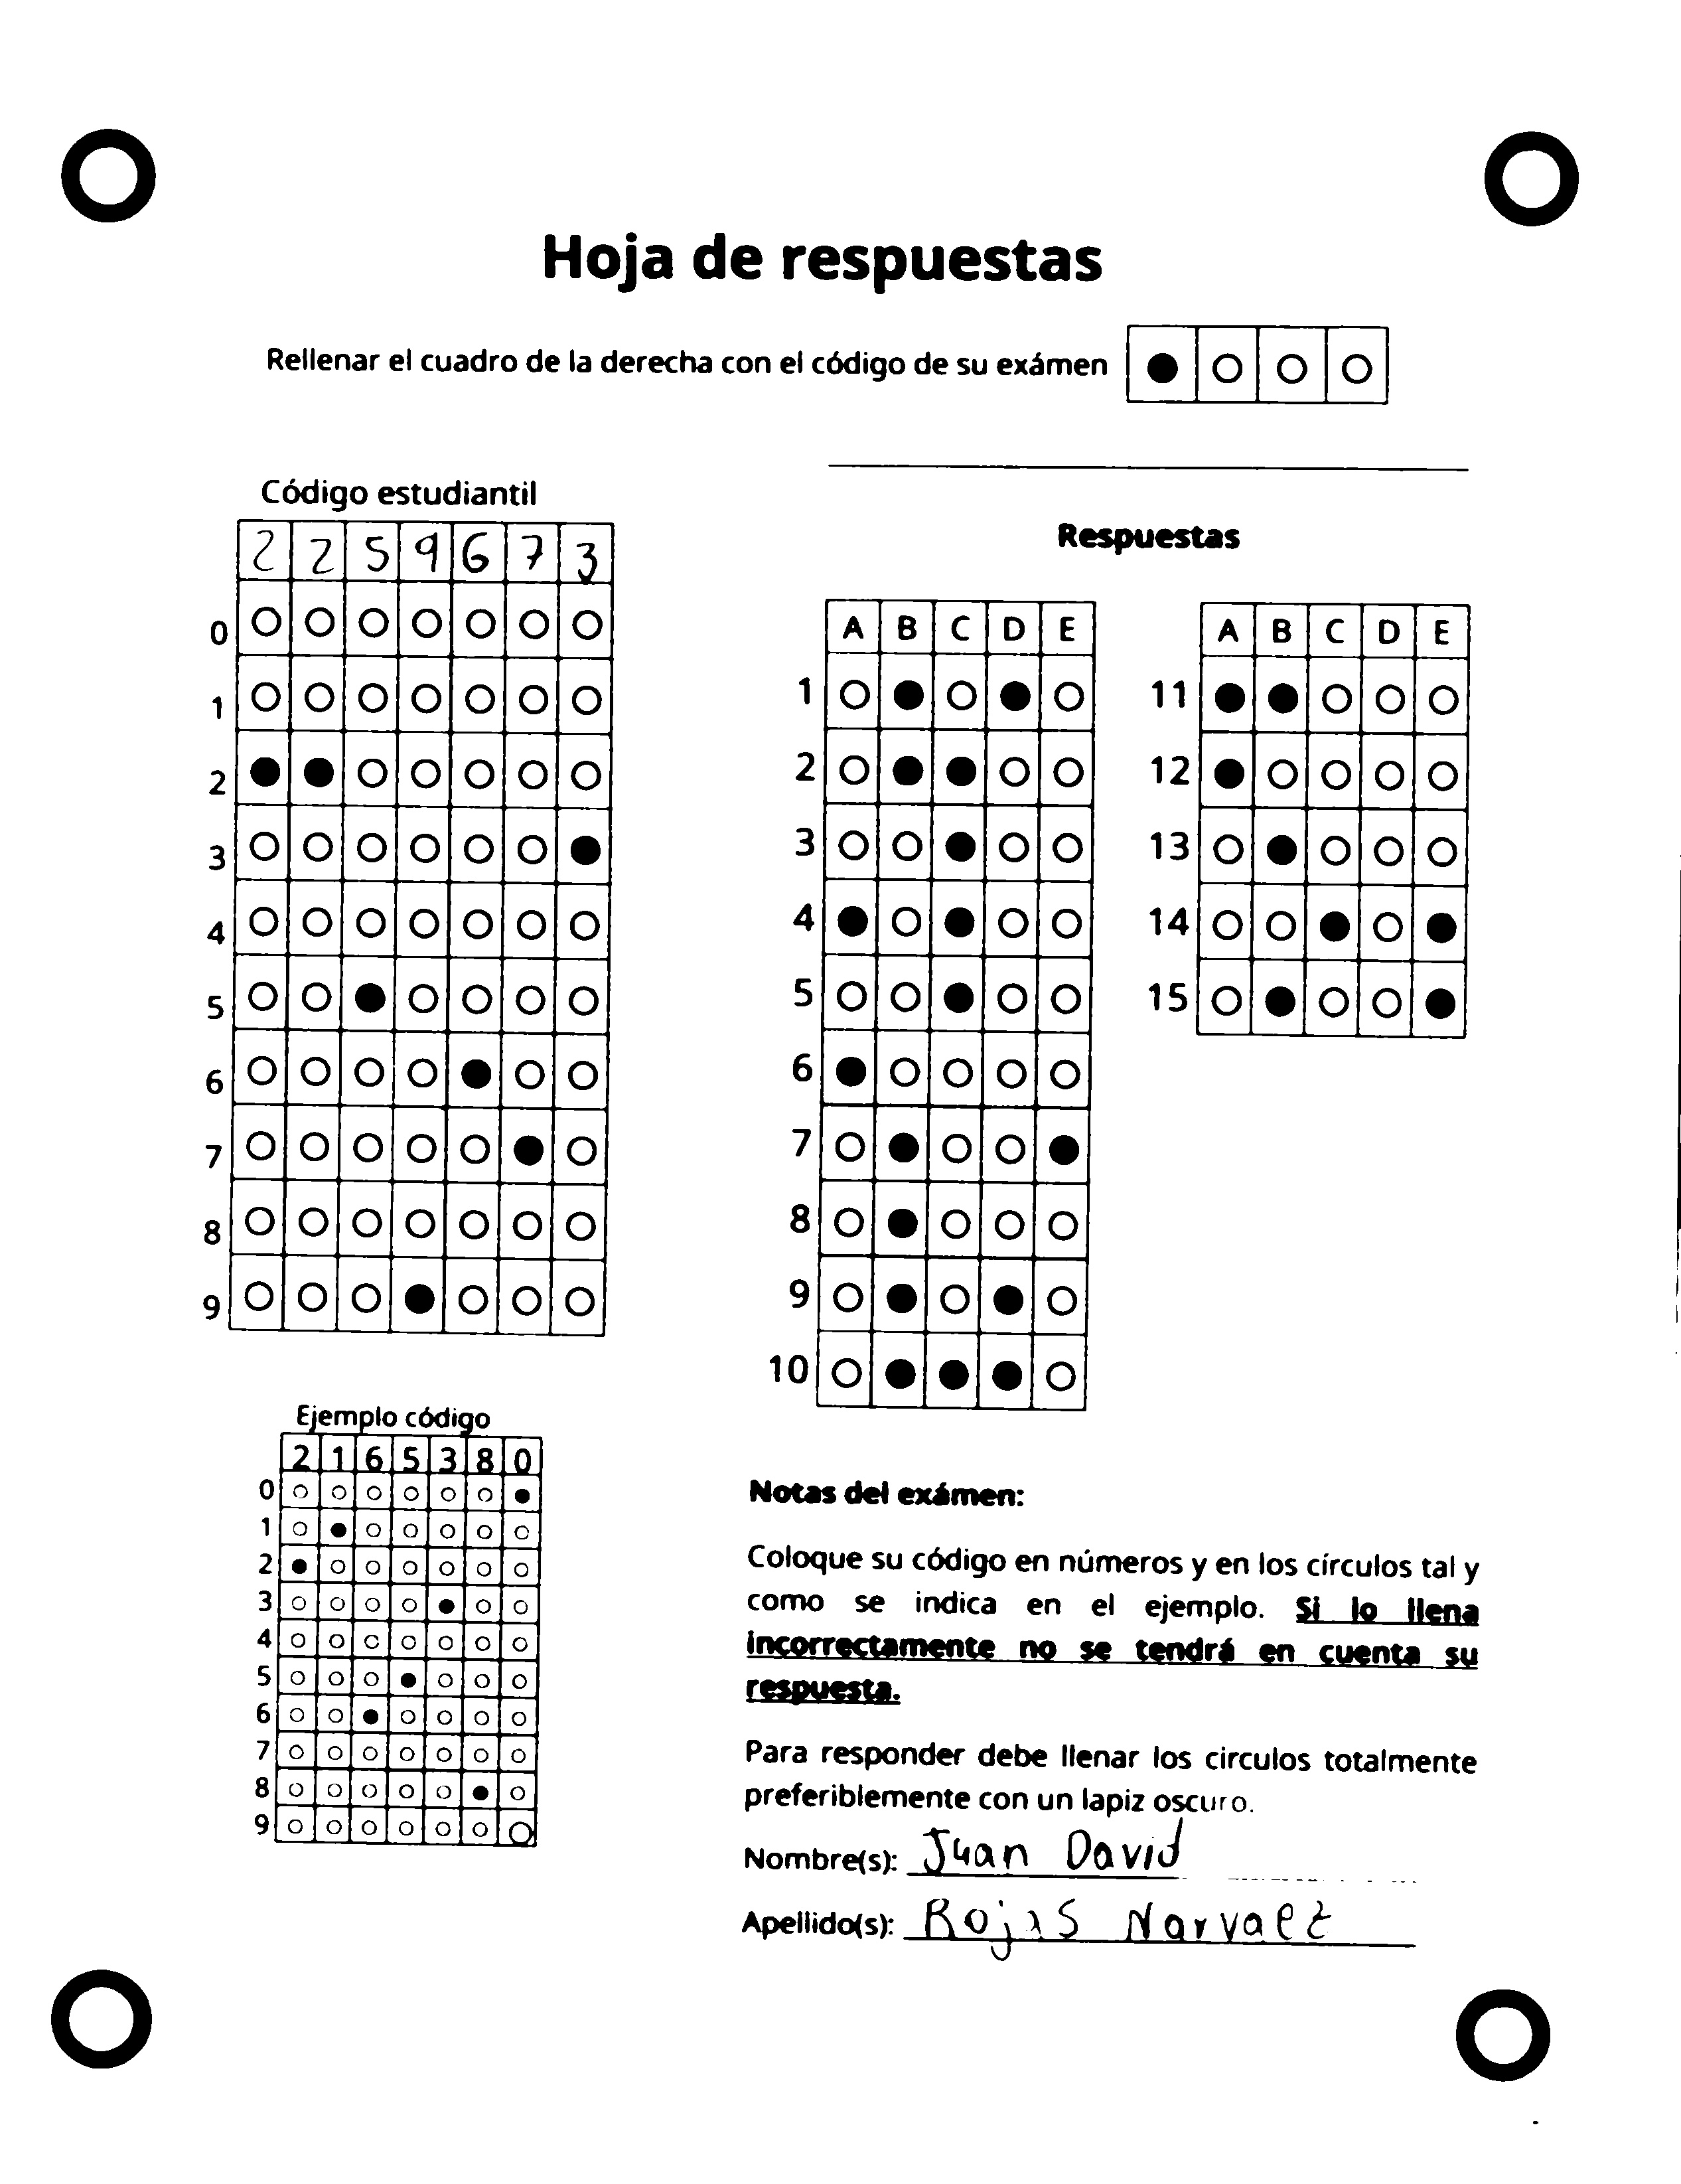 Hoja de respuestas
Rellenar el cuadro de la derecha con el código de su exámen
Código estudiantil
2 2 5 9 6 7 3
0
1
2
3
4
5
6
7
8
9
Ejemplo código
2 1 6 5 3 8 0
0
1
2
3
4
5
6
7
8
9
Respuestas
A B C D E
1
2
3
4
5
6
7
8
9
10
A B C D E
11
12
13
14
15
Notas del exámen:
Coloque su código en números y en los círculos tal y
como se indica en el ejemplo. Si lo llena
incorrectamente no se tendrá en cuenta su
respuesta.
Para responder debe llenar los circulos totalmente
preferiblemente con un lapiz oscuro.
Nombre(s): Juan David
Apellido(s): Rojas Narvaez